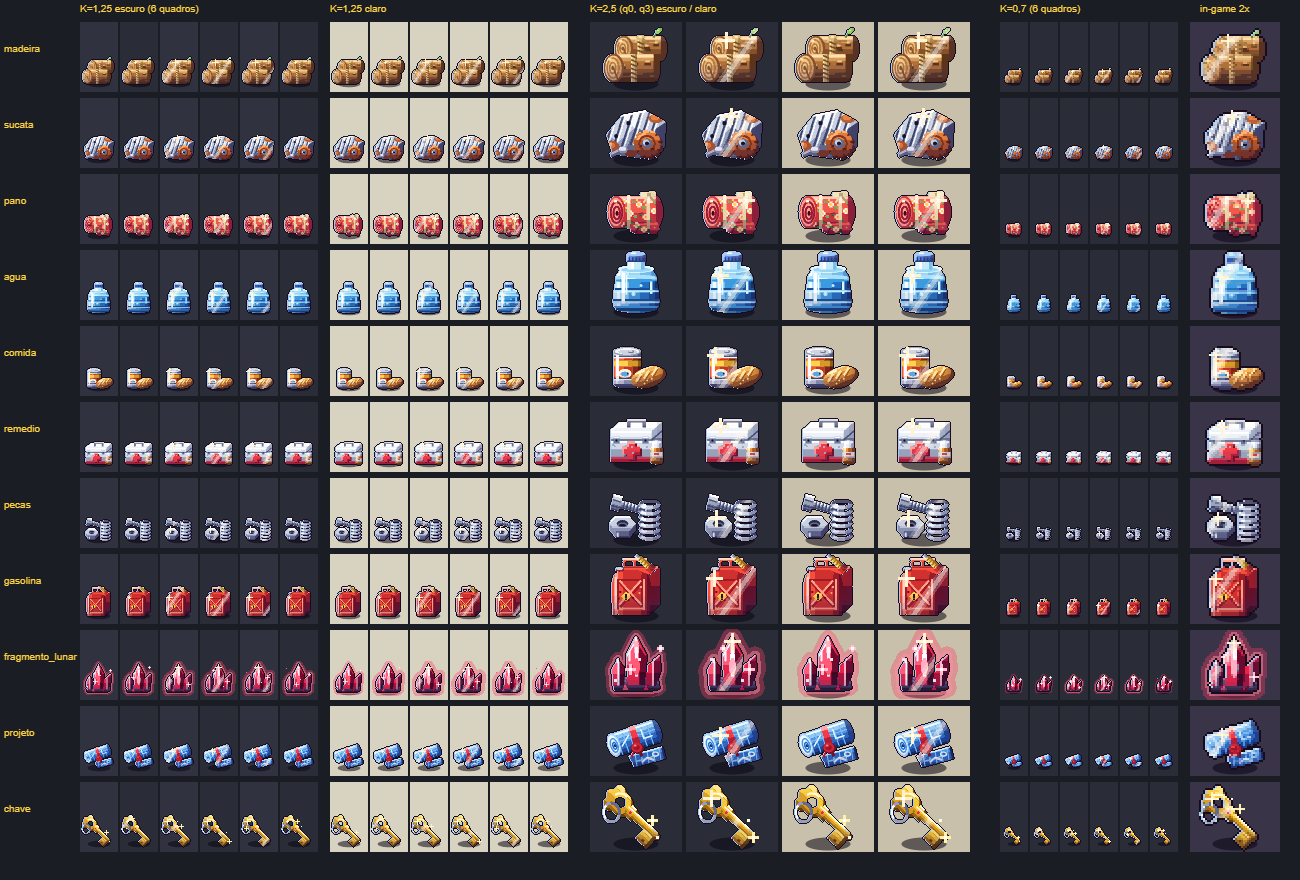 K=1,25 escuro (6 quadros)
K=1,25 claro
K=2,5 (q0, q3) escuro / claro
K=0,7 (6 quadros)
in-game 2x
madeira
sucata
pano
agua
comida
remedio
pecas
gasolina
fragmento_lunar
projeto
chave